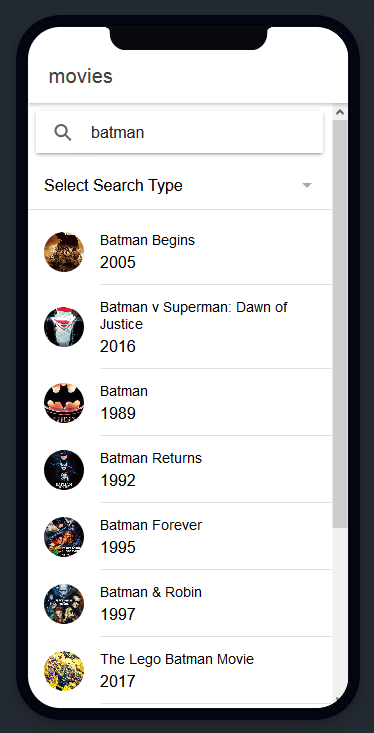 movies
batman
Select Search Type
Batman Begins
2005
Batman v Superman: Dawn of
Justice
2016
Batman
1989
Batman Returns
1992
Batman Forever
1995
Batman & Robin
1997
The Lego Batman Movie
2017